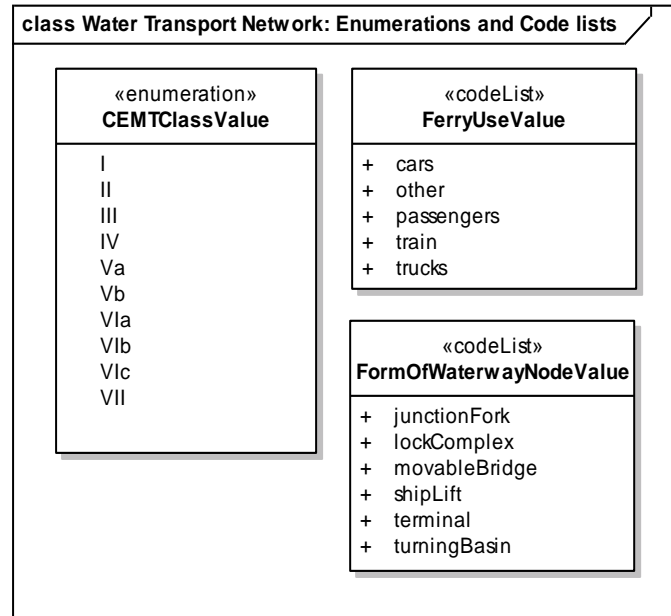 class Water Transport Network: Enumerations and Code lists
«enumeration»
CEMTClassValue
I
II
III
IV
Va
Vb
VIa
VIb
VIc
VII
«codeList»
FerryUseValue
+ cars
+ other
+ passengers
+ train
+ trucks
«codeList»
FormOfWaterwayNodeValue
+ junctionFork
+ lockComplex
+ movableBridge
+ shipLift
+ terminal
+ turningBasin